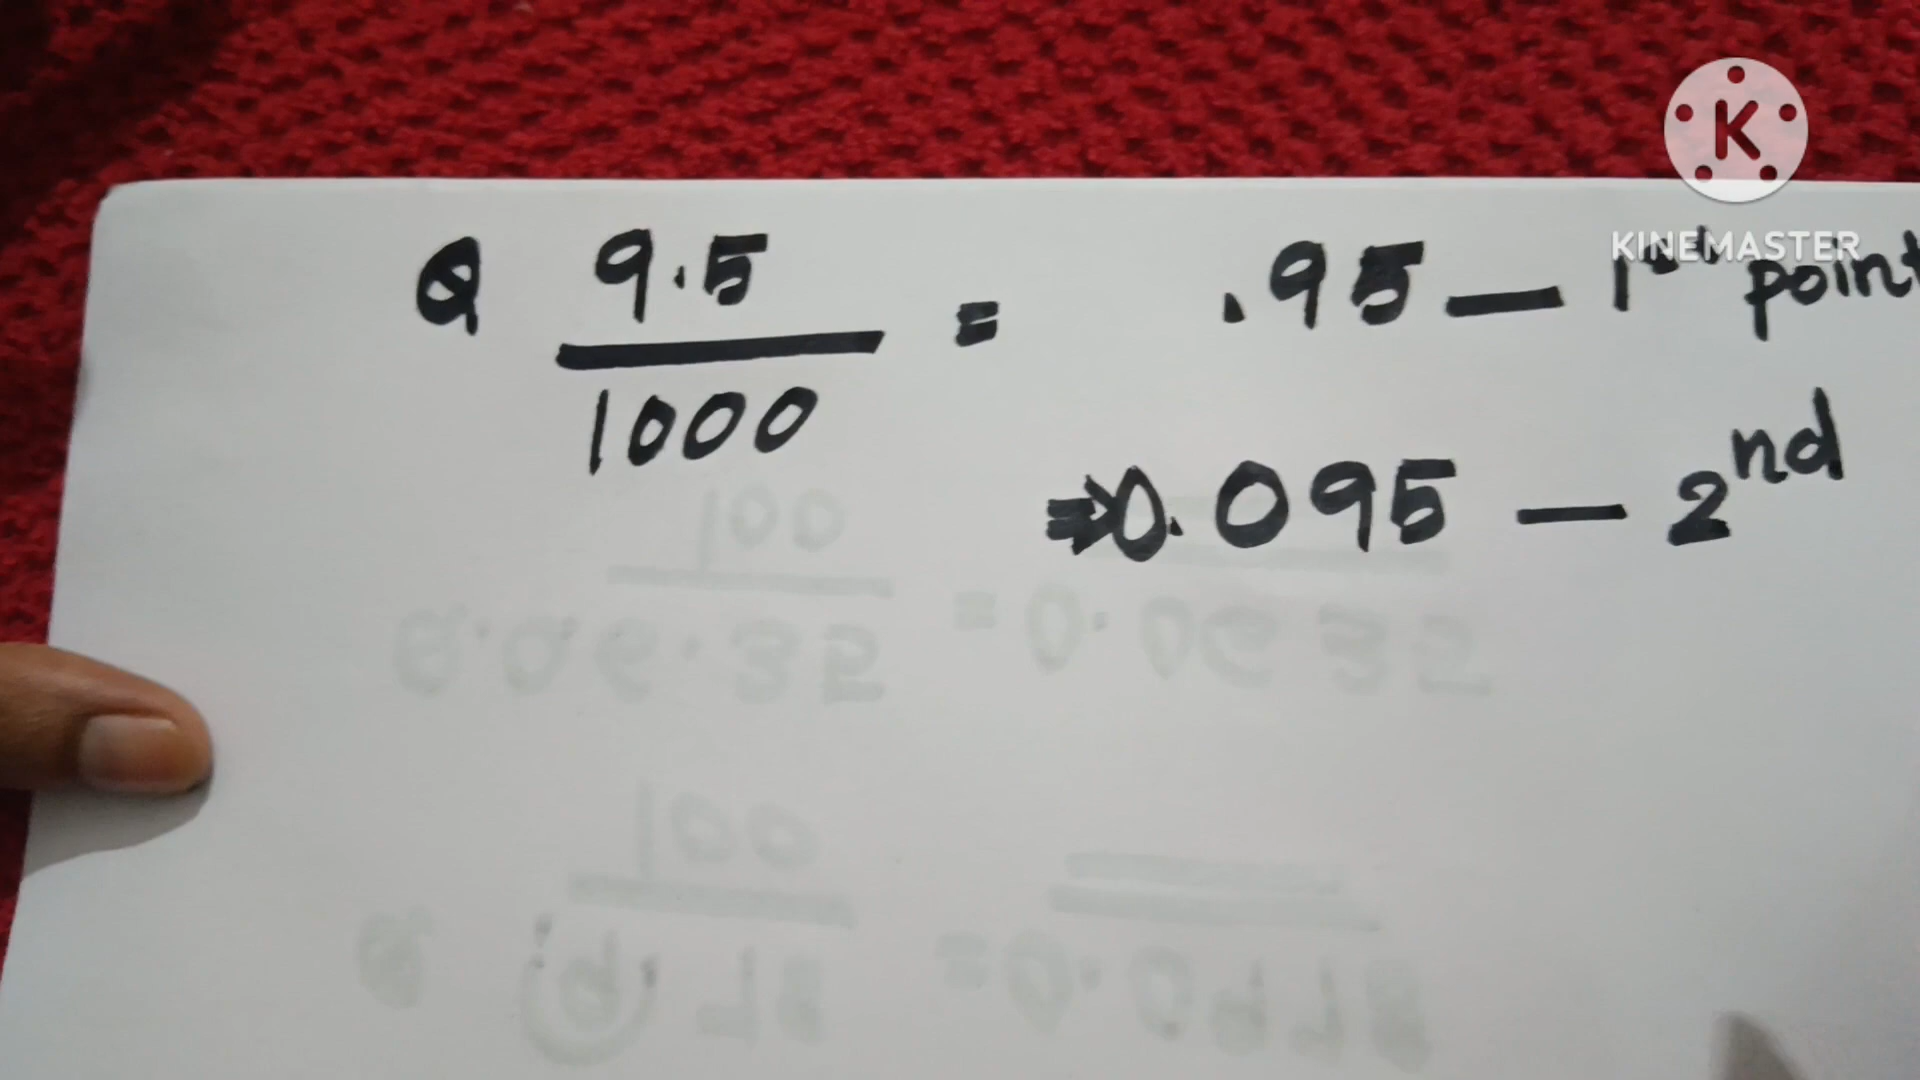 K
KINEMASTER
Q 9.5 = .95 — 1st point
1000
⇒0.095 — 2nd